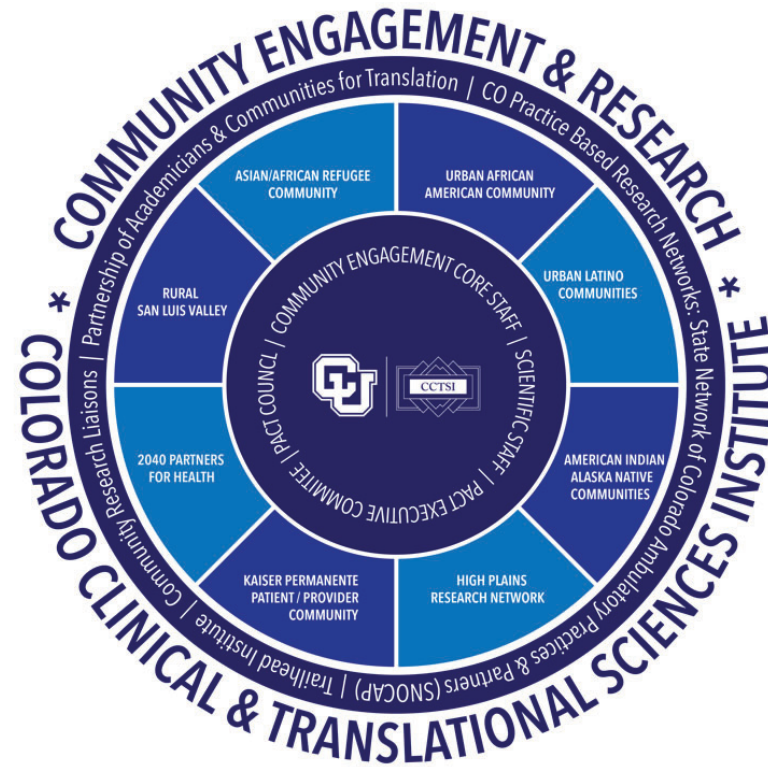 COMMUNITY ENGAGEMENT & RESEARCH
* COLORADO CLINICAL & TRANSLATIONAL SCIENCES INSTITUTE *
Partnership of Academicians & Communities for Translation | CO Practice Based Research Networks: State Network of Colorado Ambulatory Practices & Partners (SNOCAP) | Trailhead Institute | Community Research Liaisons |
ASIAN/AFRICAN REFUGEE
COMMUNITY
URBAN AFRICAN
AMERICAN COMMUNITY
URBAN LATINO
COMMUNITIES
AMERICAN INDIAN
ALASKA NATIVE
COMMUNITIES
HIGH PLAINS
RESEARCH NETWORK
KAISER PERMANENTE
PATIENT / PROVIDER
COMMUNITY
2040 PARTNERS
FOR HEALTH
RURAL
SAN LUIS VALLEY
COMMUNITY ENGAGEMENT CORE STAFF | SCIENTIFIC STAFF | PACT EXECUTIVE COMMITEE | PACT COUNCL |
CU
CCTSI